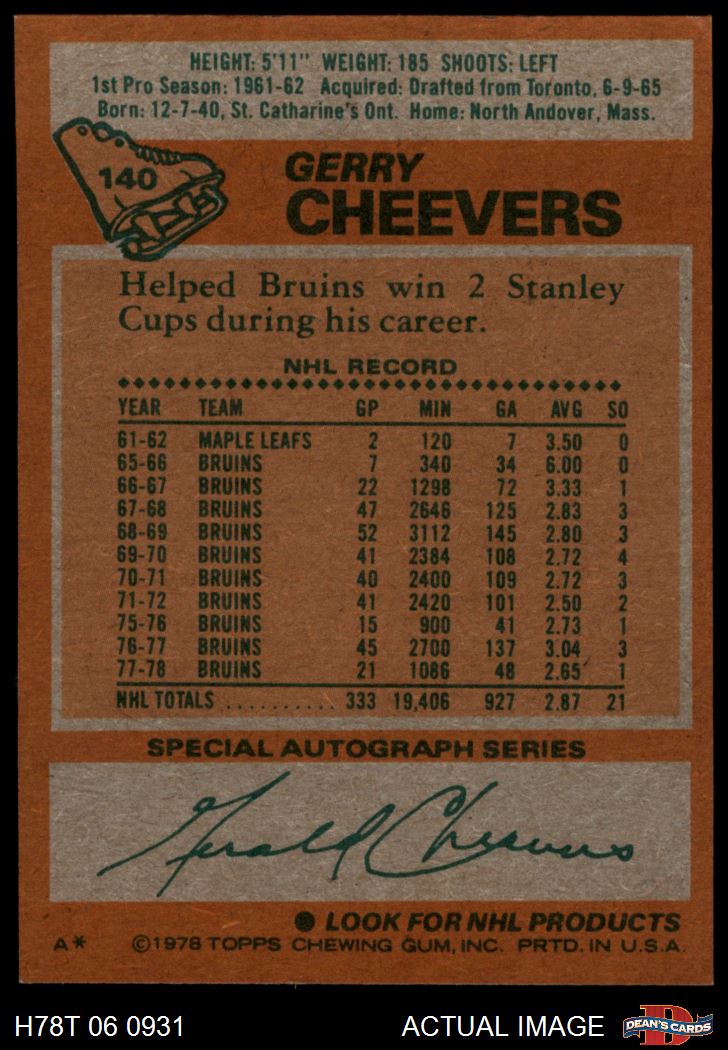 HEIGHT: 5'11" WEIGHT: 185 SHOOTS: LEFT
1st Pro Season: 1961-62 Acquired: Drafted from Toronto, 6-9-65
Born: 12-7-40, St. Catharine's Ont. Home: North Andover, Mass.
140
GERRY
CHEEVERS
Helped Bruins win 2 Stanley
Cups during his career.
NHL RECORD
YEAR TEAM GP MIN GA AVG SO
61-62 MAPLE LEAFS 2 120 7 3.50 0
65-66 BRUINS 7 340 34 6.00 0
66-67 BRUINS 22 1298 72 3.33 1
67-68 BRUINS 47 2646 125 2.83 3
68-69 BRUINS 52 3112 145 2.80 3
69-70 BRUINS 41 2384 108 2.72 4
70-71 BRUINS 40 2400 109 2.72 3
71-72 BRUINS 41 2420 101 2.50 2
75-76 BRUINS 15 900 41 2.73 1
76-77 BRUINS 45 2700 137 3.04 3
77-78 BRUINS 21 1086 48 2.65 1
NHL TOTALS .......... 333 19,406 927 2.87 21
SPECIAL AUTOGRAPH SERIES
Gerald Cheevers
● LOOK FOR NHL PRODUCTS
A* ©1978 TOPPS CHEWING GUM, INC. PRTD. IN U.S.A.
H78T 06 0931 ACTUAL IMAGE D DEAN'S CARDS